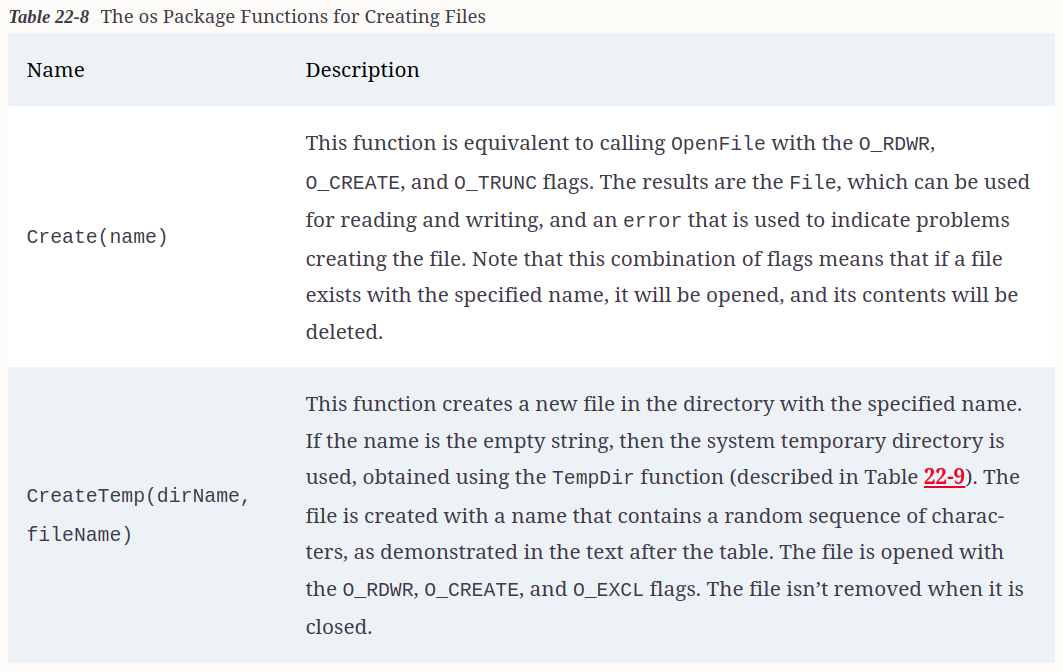 Table 22-8 The os Package Functions for Creating Files
Name Description
Create(name)
This function is equivalent to calling OpenFile with the O_RDWR,
O_CREATE, and O_TRUNC flags. The results are the File, which can be used
for reading and writing, and an error that is used to indicate problems
creating the file. Note that this combination of flags means that if a file
exists with the specified name, it will be opened, and its contents will be
deleted.
CreateTemp(dirName,
fileName)
This function creates a new file in the directory with the specified name.
If the name is the empty string, then the system temporary directory is
used, obtained using the TempDir function (described in Table 22-9). The
file is created with a name that contains a random sequence of charac-
ters, as demonstrated in the text after the table. The file is opened with
the O_RDWR, O_CREATE, and O_EXCL flags. The file isn’t removed when it is
closed.